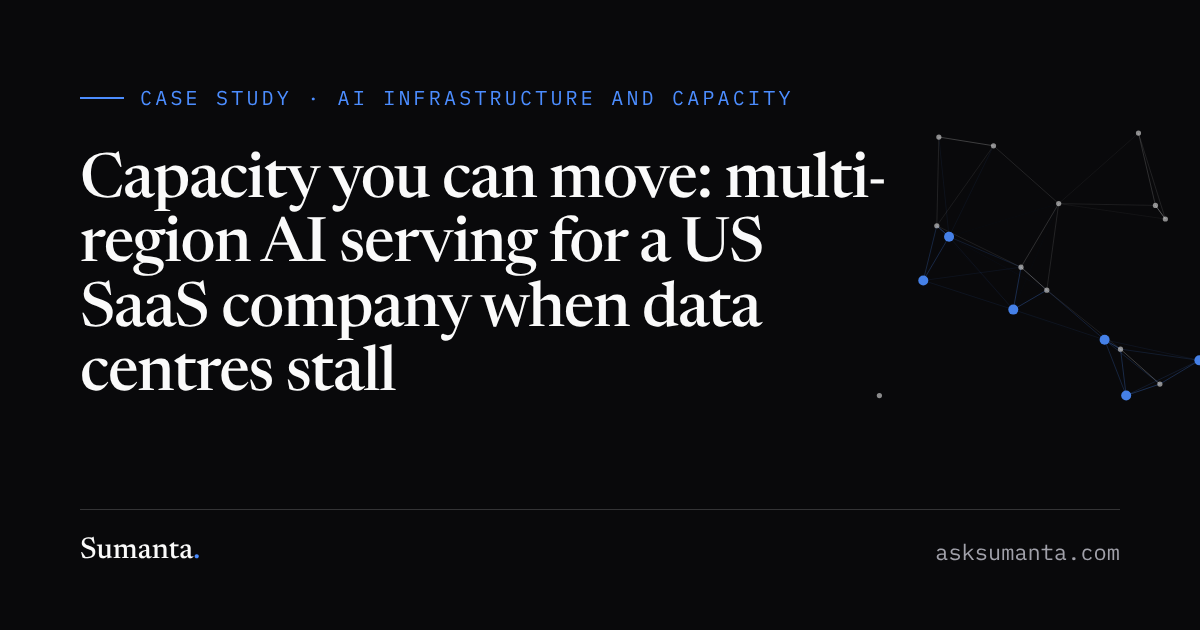 CASE STUDY · AI INFRASTRUCTURE AND CAPACITY
Capacity you can move: multi-
region AI serving for a US
SaaS company when data
centres stall
Sumanta.
asksumanta.com